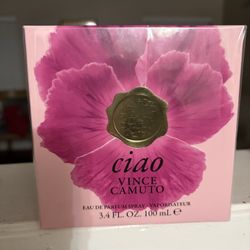 ciao
VINCE
CAMUTO
EAU DE PARFUM SPRAY • VAPORISATEUR
3.4 FL. OZ. 100 mL ℮